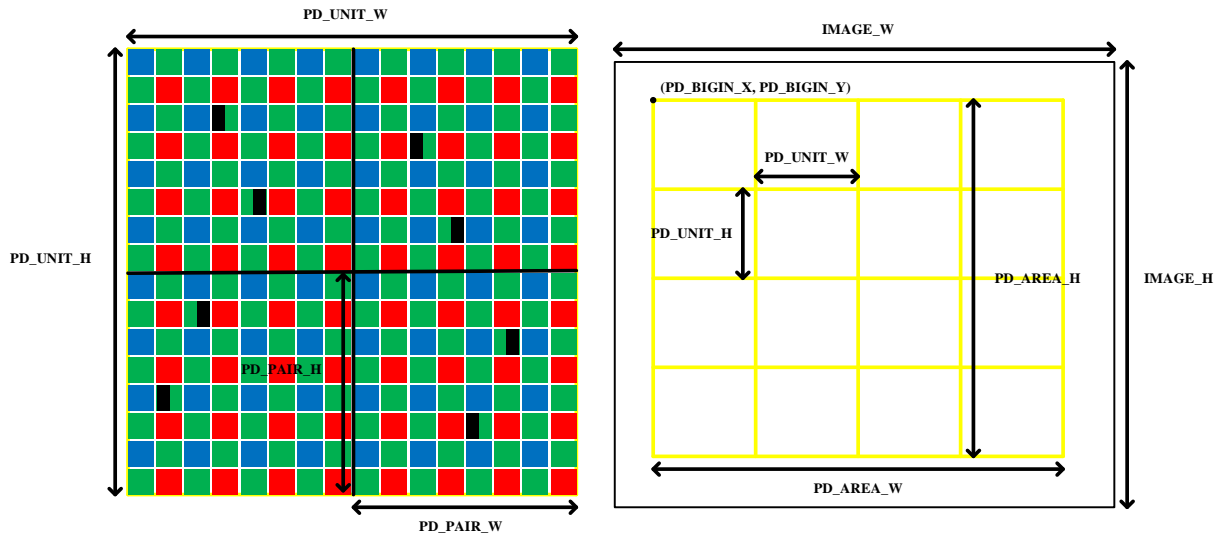 PD_UNIT_W
PD_UNIT_H
PD_PAIR_H
PD_PAIR_W
IMAGE_W
(PD_BIGIN_X, PD_BIGIN_Y)
PD_UNIT_W
PD_UNIT_H
PD_AREA_H
IMAGE_H
PD_AREA_W